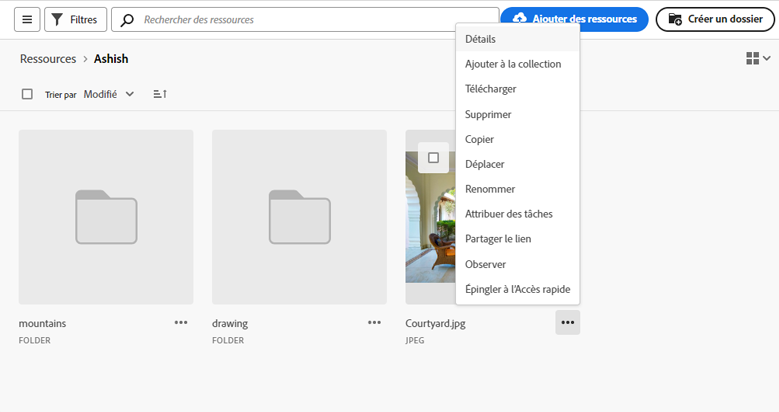 Filtres
Rechercher des ressources
Ajouter des ressources
Créer un dossier
Ressources > Ashish
Trier par Modifié
Détails
Ajouter à la collection
Télécharger
Supprimer
Copier
Déplacer
Renommer
Attribuer des tâches
Partager le lien
Observer
Épingler à l'Accès rapide
mountains
FOLDER
drawing
FOLDER
Courtyard.jpg
JPEG